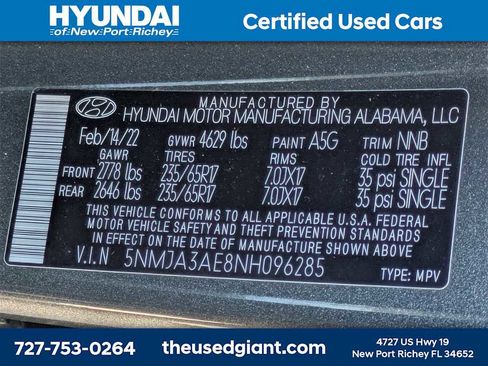 HYUNDAI
of New Port Richey
Certified Used Cars
MANUFACTURED BY
HYUNDAI MOTOR MANUFACTURING ALABAMA, LLC
Feb/14/22 GVWR 4629 lbs PAINT A5G TRIM NNB
GAWR TIRES RIMS COLD TIRE INFL
FRONT 2778 lbs 235/65R17 7.0JX17 35 psi SINGLE
REAR 2646 lbs 235/65R17 7.0JX17 35 psi SINGLE
THIS VEHICLE CONFORMS TO ALL APPLICABLE U.S.A. FEDERAL
MOTOR VEHICLE SAFETY AND THEFT PREVENTION STANDARDS
IN EFFECT ON THE DATE OF MANUFACTURE SHOWN ABOVE.
V.I.N 5NMJA3AE8NH096285 TYPE: MPV
727-753-0264
theusedgiant.com
4727 US Hwy 19
New Port Richey FL 34652